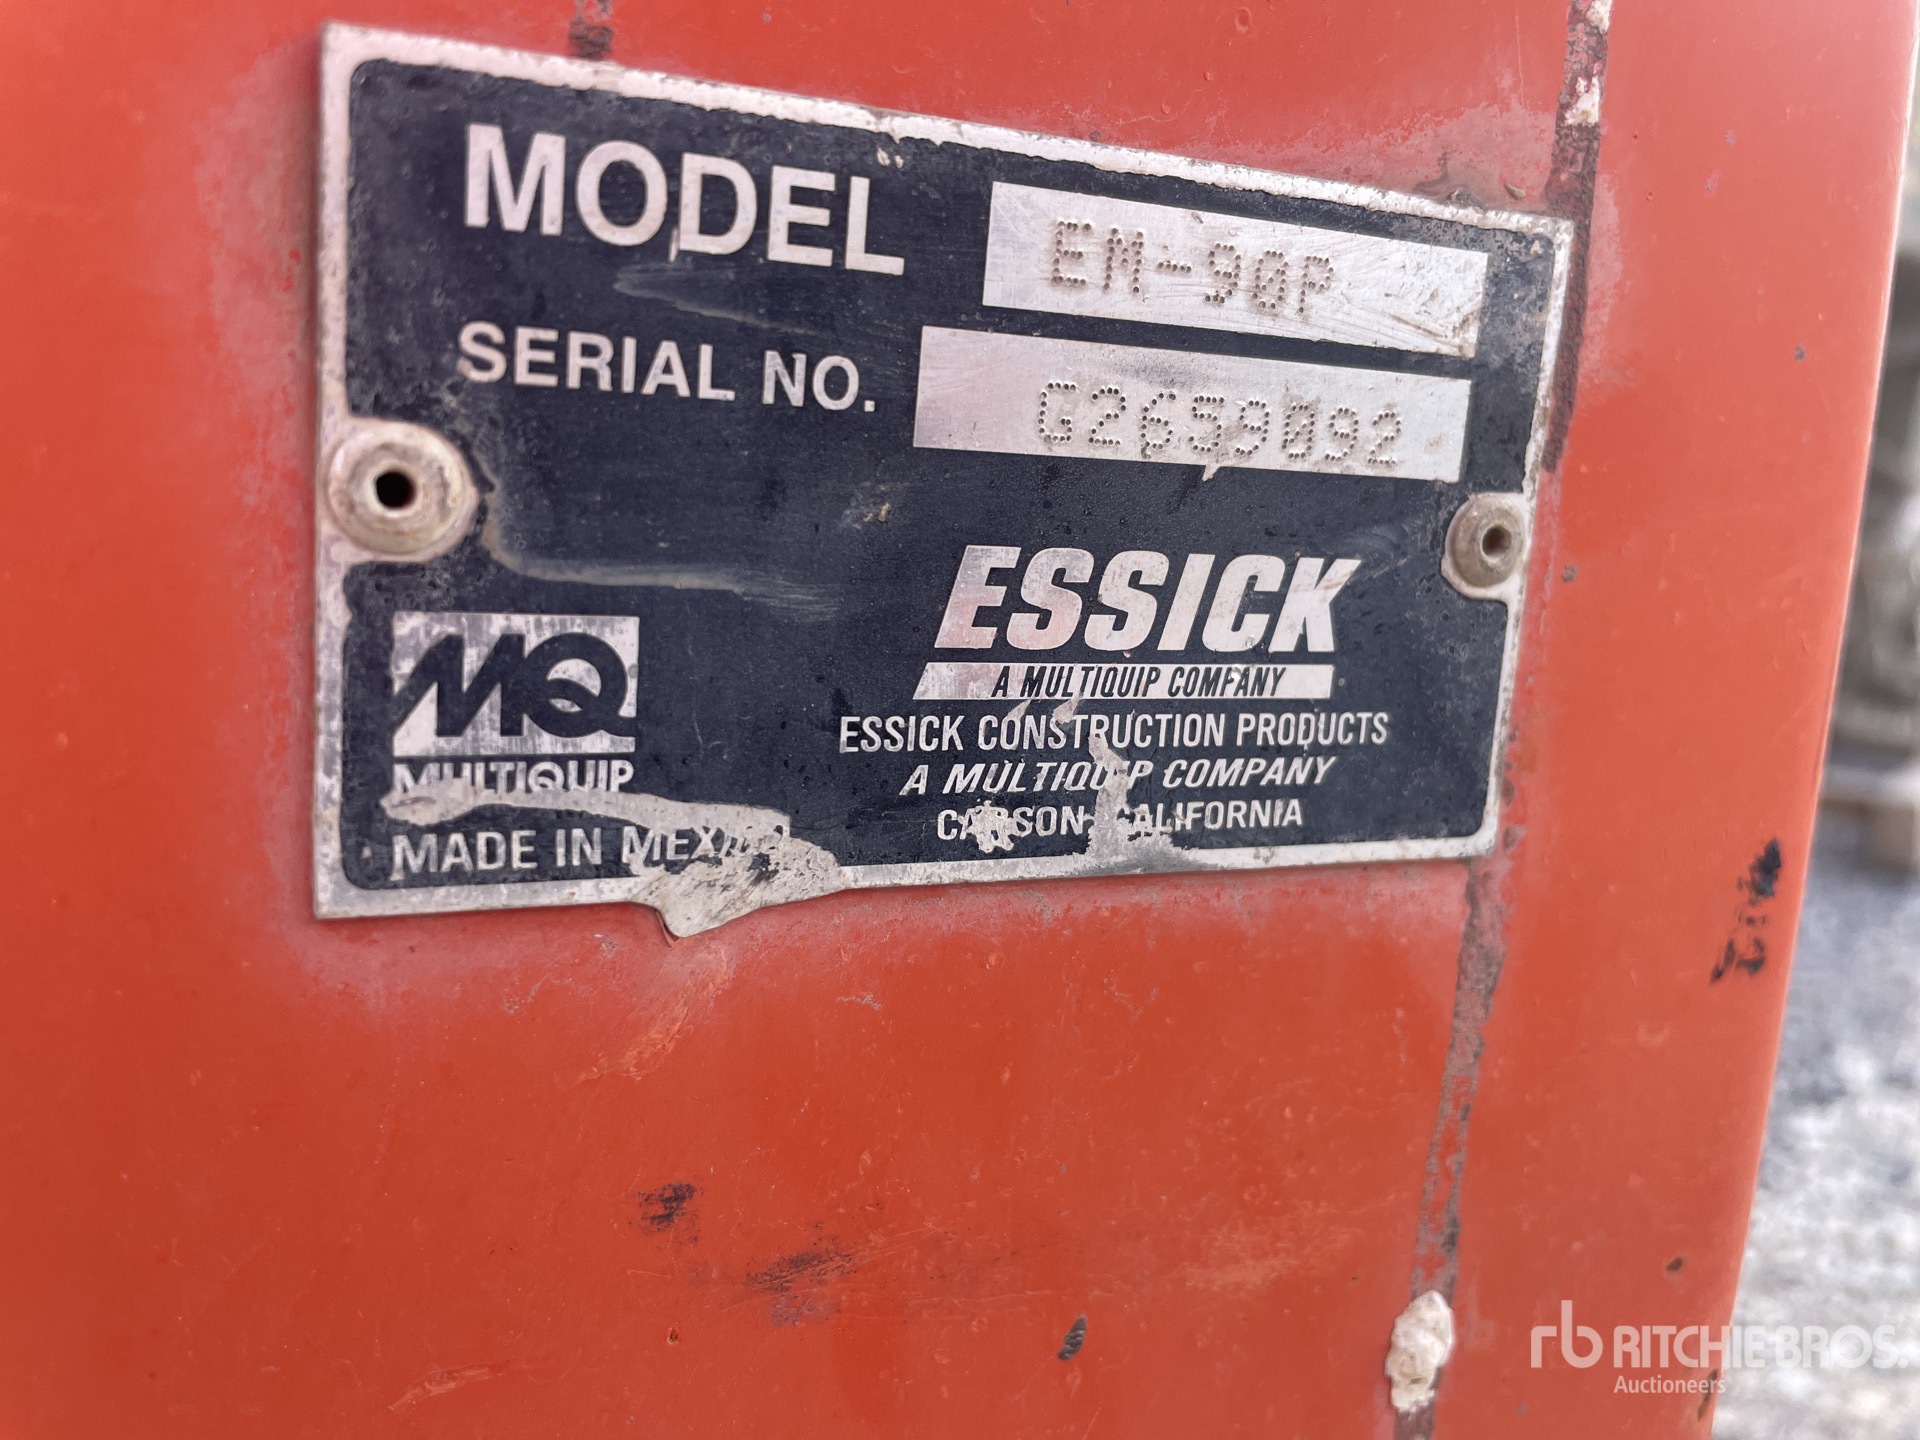 MODEL EM-90P
SERIAL NO. G2659092
MQ
MULTIQUIP
MADE IN MEXICO
ESSICK
A MULTIQUIP COMPANY
ESSICK CONSTRUCTION PRODUCTS
A MULTIQUIP COMPANY
CARSON, CALIFORNIA
rb RITCHIE BROS.
Auctioneers